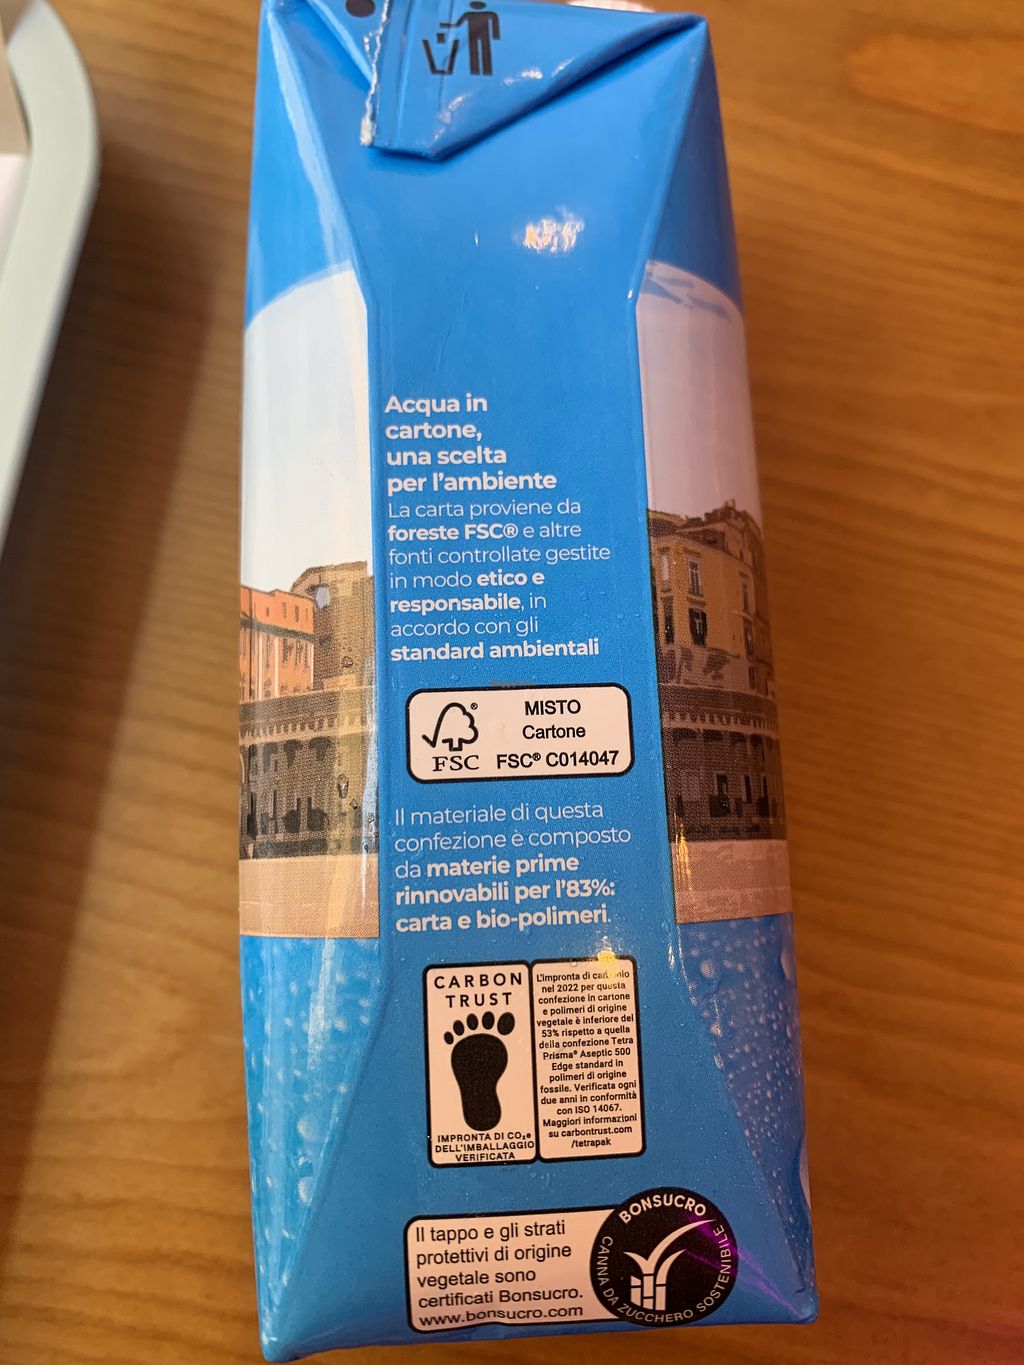 Acqua in
cartone,
una scelta
per l'ambiente
La carta proviene da
foreste FSC® e altre
fonti controllate gestite
in modo etico e
responsabile, in
accordo con gli
standard ambientali
FSC
MISTO
Cartone
FSC® C014047
Il materiale di questa
confezione è composto
da materie prime
rinnovabili per l'83%:
carta e bio-polimeri.
CARBON
TRUST
IMPRONTA DI CO₂e
DELL'IMBALLAGGIO
VERIFICATA
L'impronta di carbonio
nel 2022 per questa
confezione in cartone
e polimeri di origine
vegetale è inferiore del
53% rispetto a quella
della confezione Tetra
Prisma® Aseptic 500
Edge standard in
polimeri di origine
fossile. Verificata ogni
due anni in conformità
con ISO 14067.
Maggiori informazioni
su carbontrust.com
/tetrapak
Il tappo e gli strati
protettivi di origine
vegetale sono
certificati Bonsucro.
www.bonsucro.com
BONSUCRO
CANNA DA ZUCCHERO SOSTENIBILE